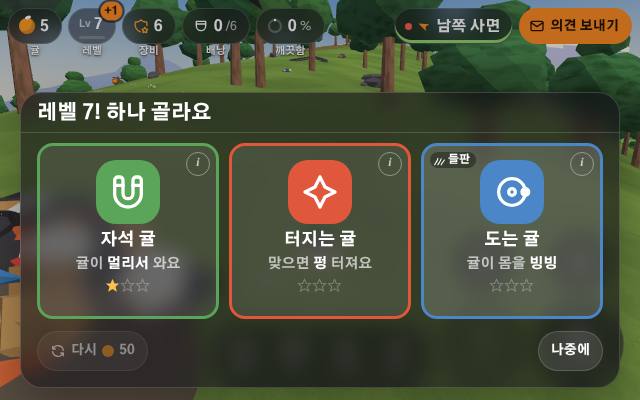 5
귤
Lv 7
+1
레벨
6
장비
0/6
배낭
0%
깨끗함
남쪽 사면
의견 보내기
레벨 7! 하나 골라요
i
자석 귤
귤이 멀리서 와요
i
터지는 귤
맞으면 펑 터져요
들판
i
도는 귤
귤이 몸을 빙빙
다시 50
나중에